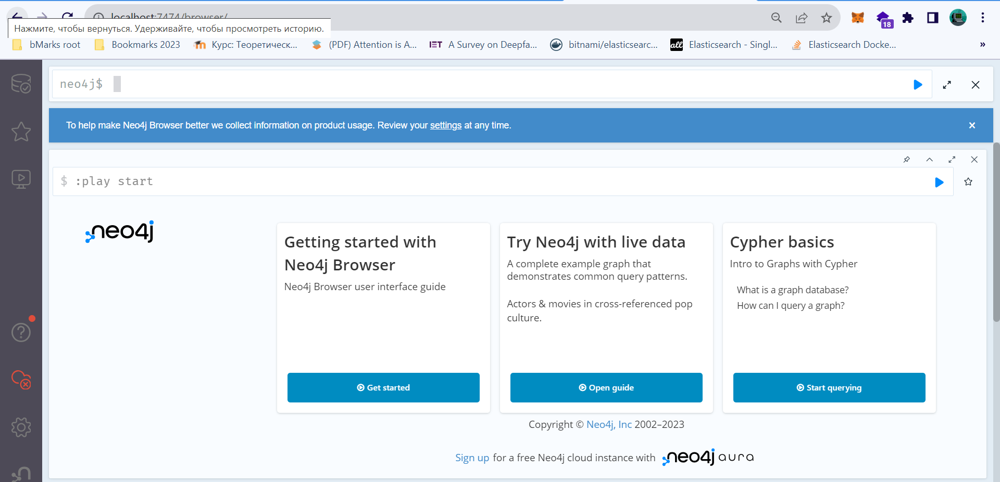 localhost:7474/browser/
18
Нажмите, чтобы вернуться. Удерживайте, чтобы просмотреть историю.
bMarks root
Bookmarks 2023
Курс: Теоретическ...
(PDF) Attention is A...
IET A Survey on Deepfa...
bitnami/elasticsearc...
all Elasticsearch - Singl...
Elasticsearch Docke...
»
neo4j$
To help make Neo4j Browser better we collect information on product usage. Review your settings at any time.
$ :play start
neo4j
Getting started with
Neo4j Browser
Neo4j Browser user interface guide
Get started
Try Neo4j with live data
A complete example graph that
demonstrates common query patterns.
Actors & movies in cross-referenced pop
culture.
Open guide
Cypher basics
Intro to Graphs with Cypher
What is a graph database?
How can I query a graph?
Start querying
Copyright © Neo4j, Inc 2002–2023
Sign up for a free Neo4j cloud instance with neo4j aura